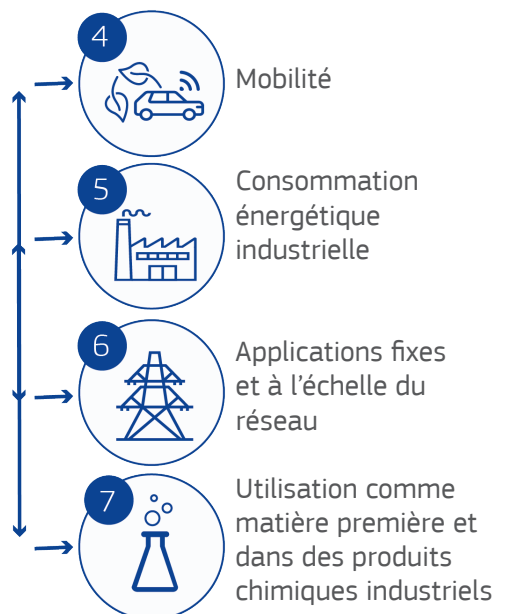 4
Mobilité
5
Consommation
énergétique
industrielle
6
Applications fixes
et à l'échelle du
réseau
7
Utilisation comme
matière première et
dans des produits
chimiques industriels